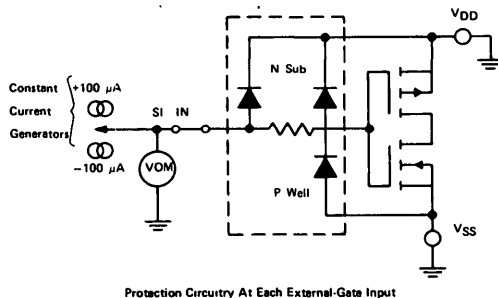 VDD
N Sub
Constant
Current
Generators
+100 μA
SI IN
−100 μA
VOM
P Well
VSS
Protection Circuitry At Each External-Gate Input